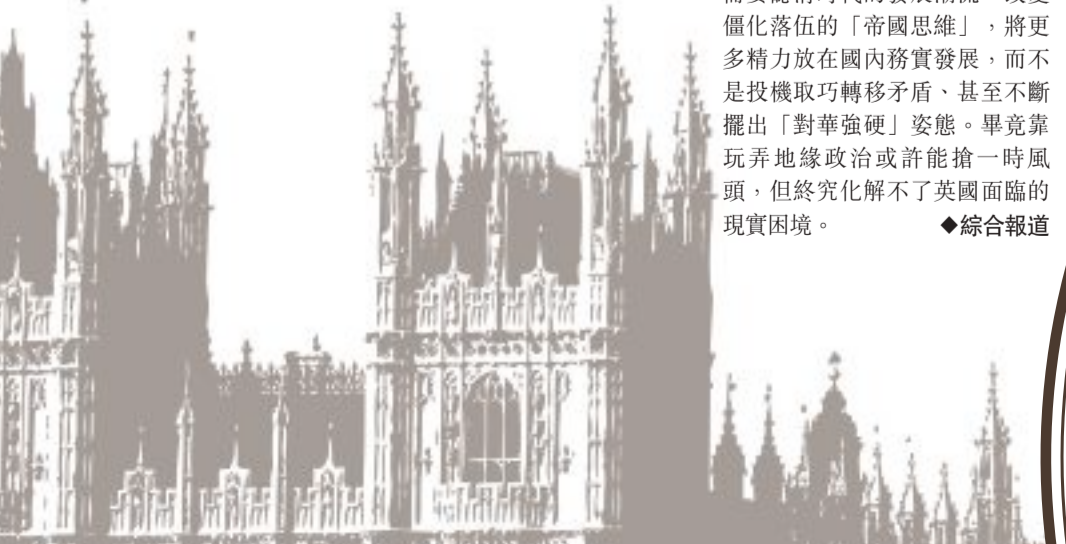 僵化落伍的「帝國思維」，將更
多精力放在國內務實發展，而不
是投機取巧轉移矛盾、甚至不斷
擺出「對華強硬」姿態。畢竟靠
玩弄地緣政治或許能搶一時風
頭，但終究化解不了英國面臨的
現實困境。 ◆綜合報道